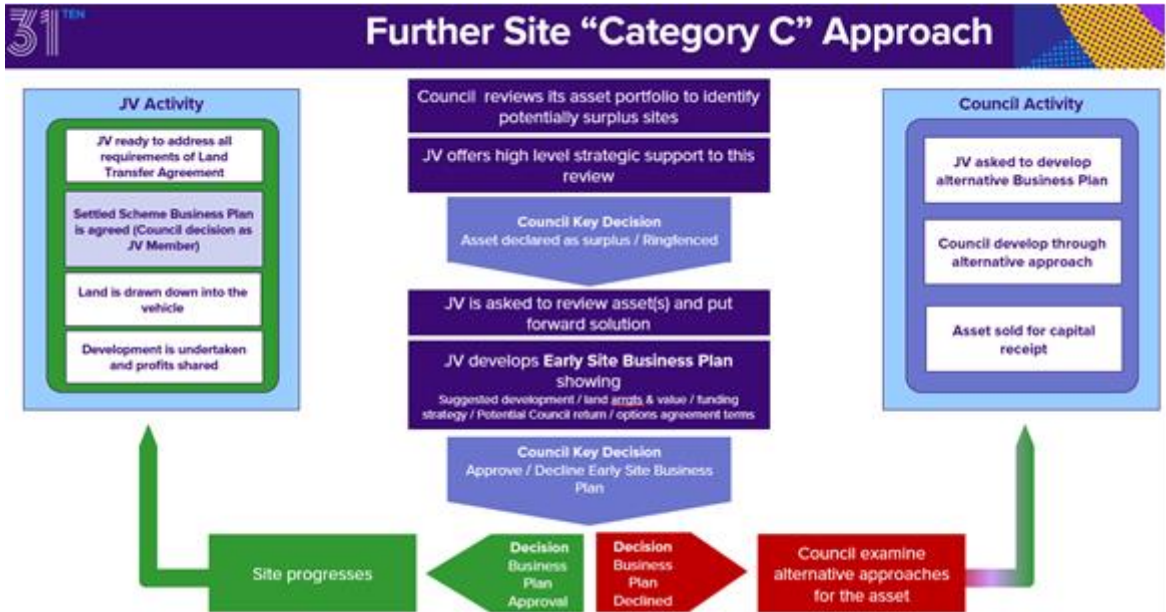 31TEN
Further Site “Category C” Approach
JV Activity
JV ready to address all
requirements of Land
Transfer Agreement
Settled Scheme Business Plan
is agreed (Council decision as
JV Member)
Land is drawn down into the
vehicle
Development is undertaken
and profits shared
Council reviews its asset portfolio to identify
potentially surplus sites
JV offers high level strategic support to this
review
Council Key Decision
Asset declared as surplus / Ringfenced
JV is asked to review asset(s) and put
forward solution
JV develops Early Site Business Plan
showing
Suggested development / land arrgts & value / funding
strategy / Potential Council return / options agreement terms
Council Key Decision
Approve / Decline Early Site Business
Plan
Council Activity
JV asked to develop
alternative Business Plan
Council develop through
alternative approach
Asset sold for capital
receipt
Site progresses
Decision
Business
Plan
Approval
Decision
Business
Plan
Declined
Council examine
alternative approaches
for the asset